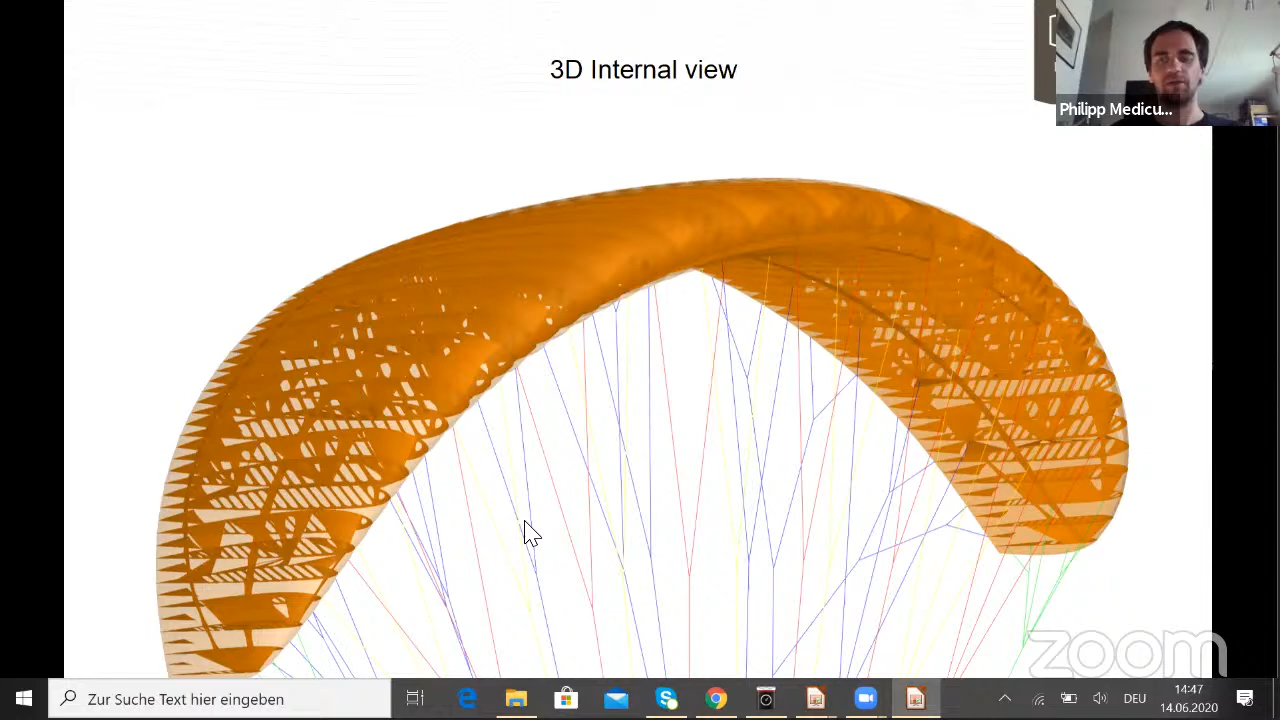 3D Internal view
Philipp Medicu...
zoom
Zur Suche Text hier eingeben
DEU
14:47
14.06.2020